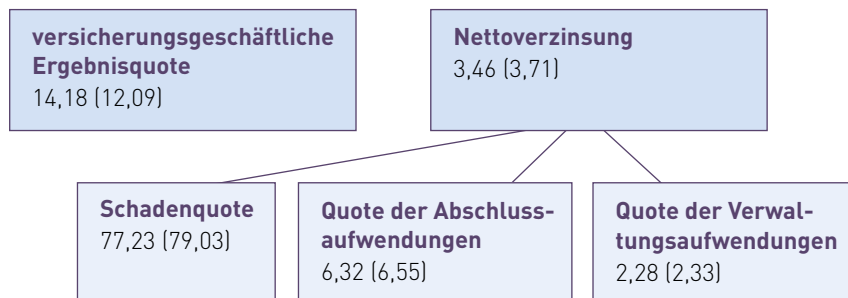 versicherungsgeschäftliche
Ergebnisquote
14,18 (12,09)
Nettoverzinsung
3,46 (3,71)
Schadenquote
77,23 (79,03)
Quote der Abschluss-
aufwendungen
6,32 (6,55)
Quote der Verwal-
tungsaufwendungen
2,28 (2,33)